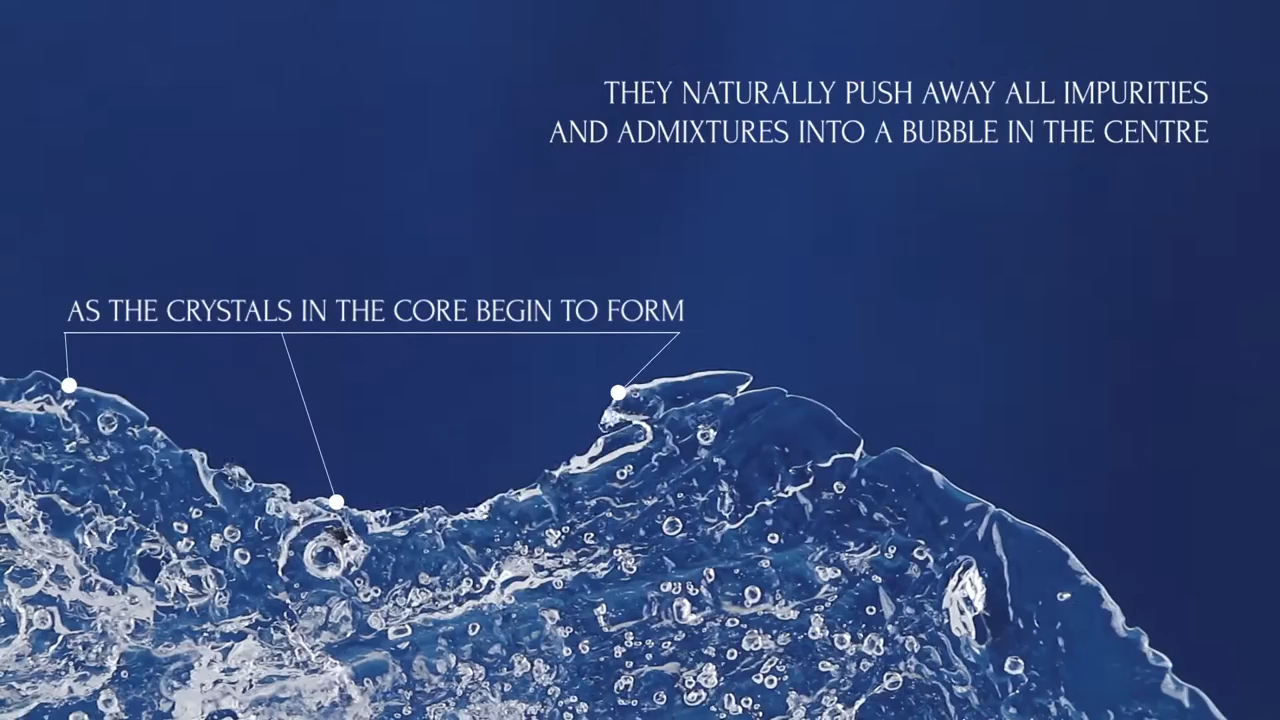 THEY NATURALLY PUSH AWAY ALL IMPURITIES
AND ADMIXTURES INTO A BUBBLE IN THE CENTRE
AS THE CRYSTALS IN THE CORE BEGIN TO FORM